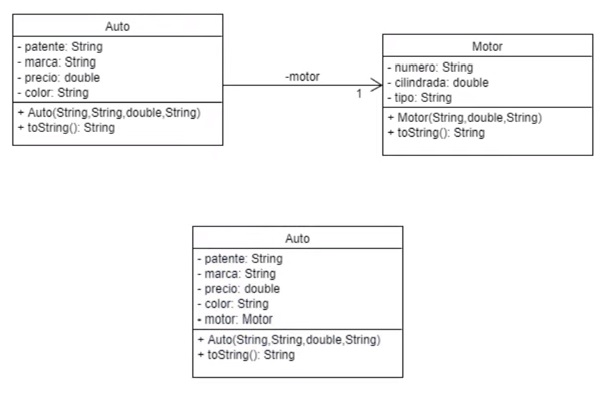 Auto
- patente: String
- marca: String
- precio: double
- color: String
+ Auto(String,String,double,String)
+ toString(): String
-motor
1
Motor
- numero: String
- cilindrada: double
- tipo: String
+ Motor(String,double,String)
+ toString(): String
Auto
- patente: String
- marca: String
- precio: double
- color: String
- motor: Motor
+ Auto(String,String,double,String)
+ toString(): String